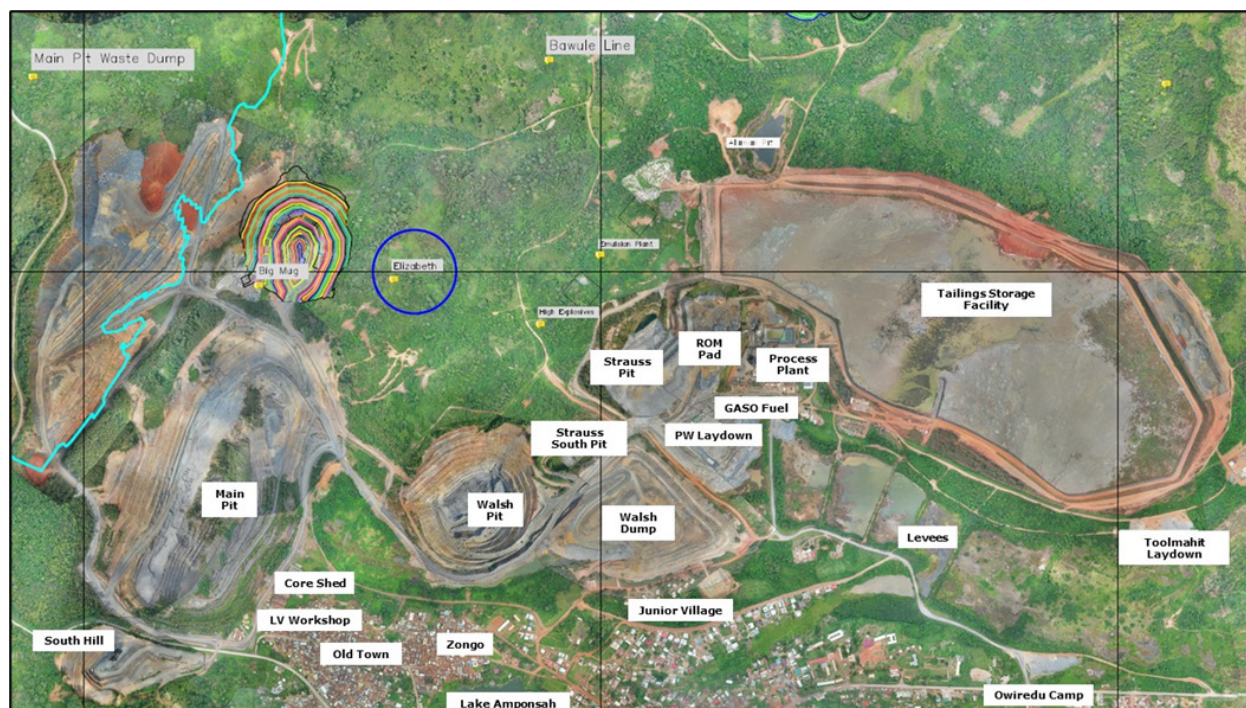 Main Pit Waste Dump
Bawule Line
Big Mug
Elizabeth
Emulsion Plant
High Explosives
Tailings Storage
Facility
Strauss
Pit
ROM
Pad
Process
Plant
GASO Fuel
Strauss
South Pit
PW Laydown
Main
Pit
Walsh
Pit
Walsh
Dump
Levees
Toolmahit
Laydown
Core Shed
LV Workshop
Junior Village
South Hill
Old Town
Zongo
Lake Amponsah
Owiredu Camp